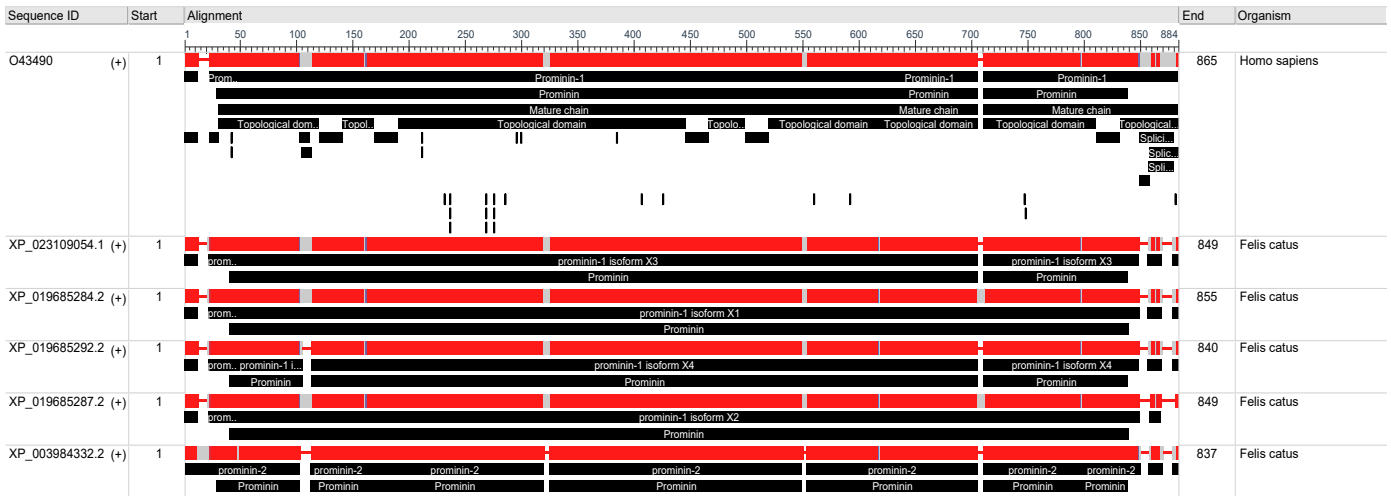 Sequence ID Start Alignment End Organism
1 50 100 150 200 250 300 350 400 450 500 550 600 650 700 750 800 850 884
O43490 (+) 1 865 Homo sapiens
Prom.. Prominin-1 Prominin-1 Prominin-1
Prominin Prominin Prominin
Mature chain Mature chain Mature chain
Topological dom... Topol... Topological domain Topolo... Topological domain Topological domain Topological domain Topological...
Splici...
Splic...
Spli...
XP_023109054.1 (+) 1 849 Felis catus
prom.. prominin-1 isoform X3 prominin-1 isoform X3
Prominin Prominin
XP_019685284.2 (+) 1 855 Felis catus
prom.. prominin-1 isoform X1
Prominin
XP_019685292.2 (+) 1 840 Felis catus
prom.. prominin-1 i... prominin-1 isoform X4 prominin-1 isoform X4
Prominin Prominin Prominin
XP_019685287.2 (+) 1 849 Felis catus
prom.. prominin-1 isoform X2
Prominin
XP_003984332.2 (+) 1 837 Felis catus
prominin-2 prominin-2 prominin-2 prominin-2 prominin-2 prominin-2 prominin-2
Prominin Prominin Prominin Prominin Prominin Prominin Prominin